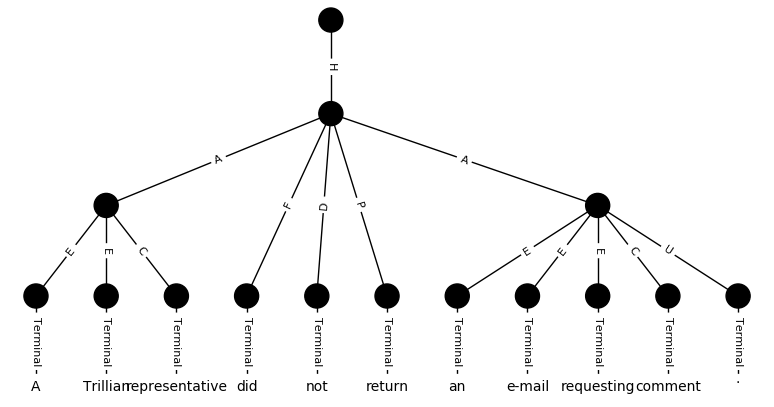 H
A A
F D P
E E C E E E C U
Terminal Terminal Terminal Terminal Terminal Terminal Terminal Terminal Terminal Terminal Terminal
A Trillian representative did not return an e-mail requesting comment .